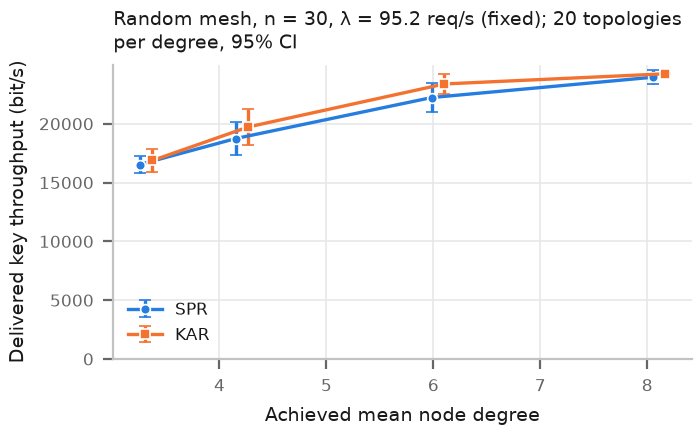 Random mesh, n = 30, λ = 95.2 req/s (fixed); 20 topologies
per degree, 95% CI
Delivered key throughput (bit/s)
20000
15000
10000
5000
0
SPR
KAR
4 5 6 7 8
Achieved mean node degree